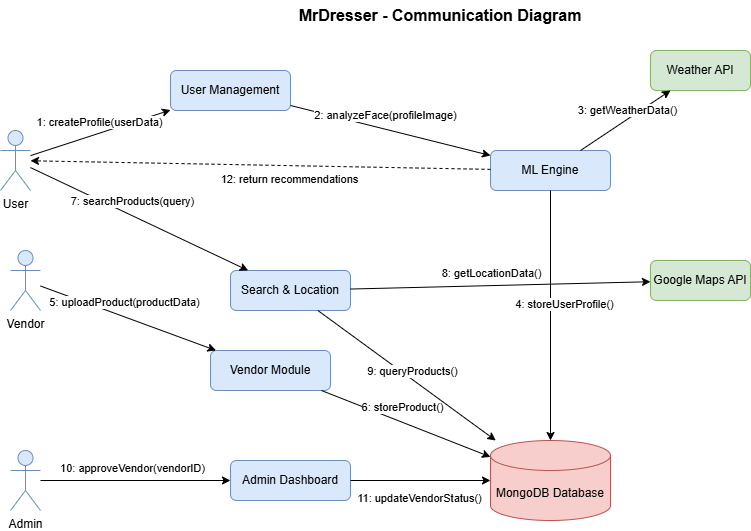 MrDresser - Communication Diagram
Weather API
User Management
3: getWeatherData()
2: analyzeFace(profileImage)
1: createProfile(userData)
ML Engine
12: return recommendations
User
7: searchProducts(query)
8: getLocationData()
Google Maps API
Search & Location
5: uploadProduct(productData)
4: storeUserProfile()
Vendor
Vendor Module
9: queryProducts()
6: storeProduct()
10: approveVendor(vendorID)
Admin Dashboard
MongoDB Database
11: updateVendorStatus()
Admin